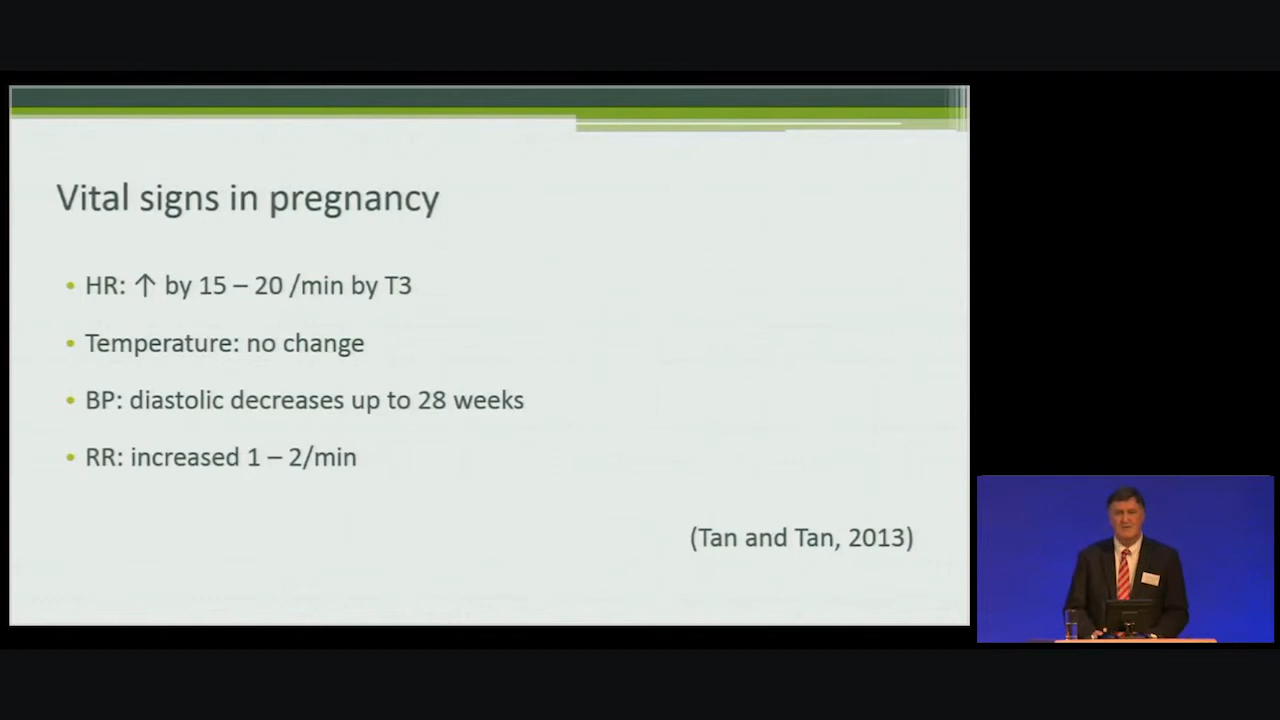 Vital signs in pregnancy
• HR: ↑ by 15 – 20 /min by T3
• Temperature: no change
• BP: diastolic decreases up to 28 weeks
• RR: increased 1 – 2/min
(Tan and Tan, 2013)